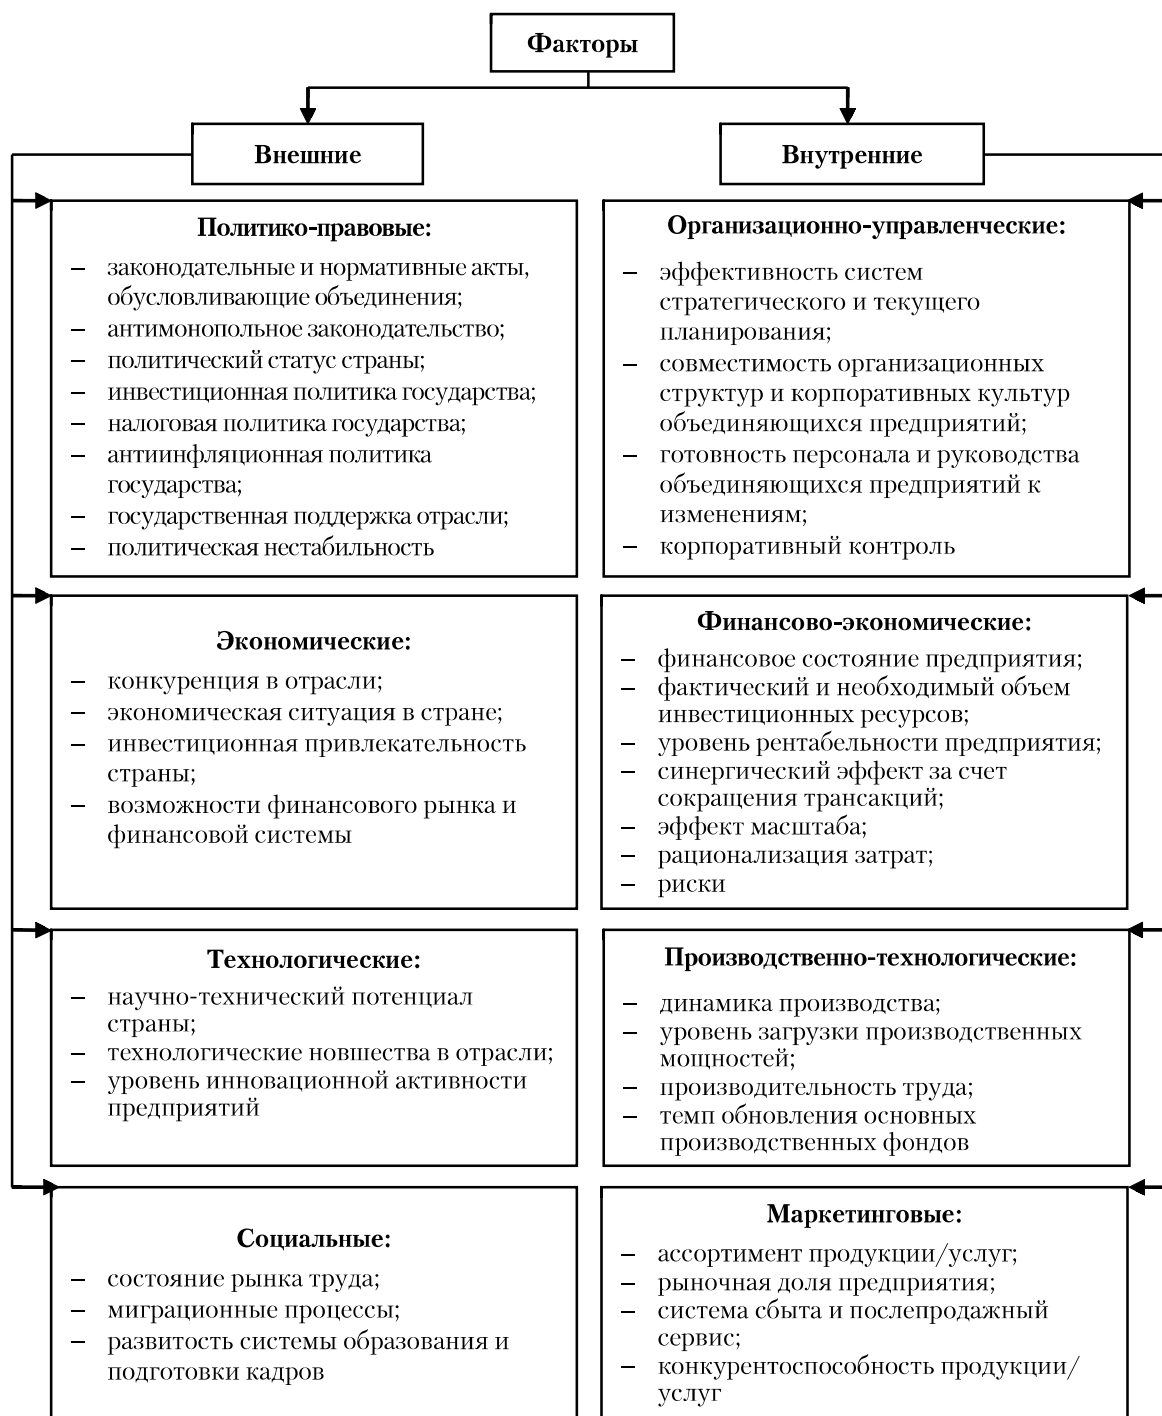 Факторы
Внешние
Внутренние
Политико-правовые:
– законодательные и нормативные акты,
обусловливающие объединения;
– антимонопольное законодательство;
– политический статус страны;
– инвестиционная политика государства;
– налоговая политика государства;
– антиинфляционная политика
государства;
– государственная поддержка отрасли;
– политическая нестабильность
Организационно-управленческие:
– эффективность систем
стратегического и текущего
планирования;
– совместимость организационных
структур и корпоративных культур
объединяющихся предприятий;
– готовность персонала и руководства
объединяющихся предприятий к
изменениям;
– корпоративный контроль
Экономические:
– конкуренция в отрасли;
– экономическая ситуация в стране;
– инвестиционная привлекательность
страны;
– возможности финансового рынка и
финансовой системы
Финансово-экономические:
– финансовое состояние предприятия;
– фактический и необходимый объем
инвестиционных ресурсов;
– уровень рентабельности предприятия;
– синергический эффект за счет
сокращения трансакций;
– эффект масштаба;
– рационализация затрат;
– риски
Технологические:
– научно-технический потенциал
страны;
– технологические новшества в отрасли;
– уровень инновационной активности
предприятий
Производственно-технологические:
– динамика производства;
– уровень загрузки производственных
мощностей;
– производительность труда;
– темп обновления основных
производственных фондов
Социальные:
– состояние рынка труда;
– миграционные процессы;
– развитость системы образования и
подготовки кадров
Маркетинговые:
– ассортимент продукции/услуг;
– рыночная доля предприятия;
– система сбыта и послепродажный
сервис;
– конкурентоспособность продукции/
услуг